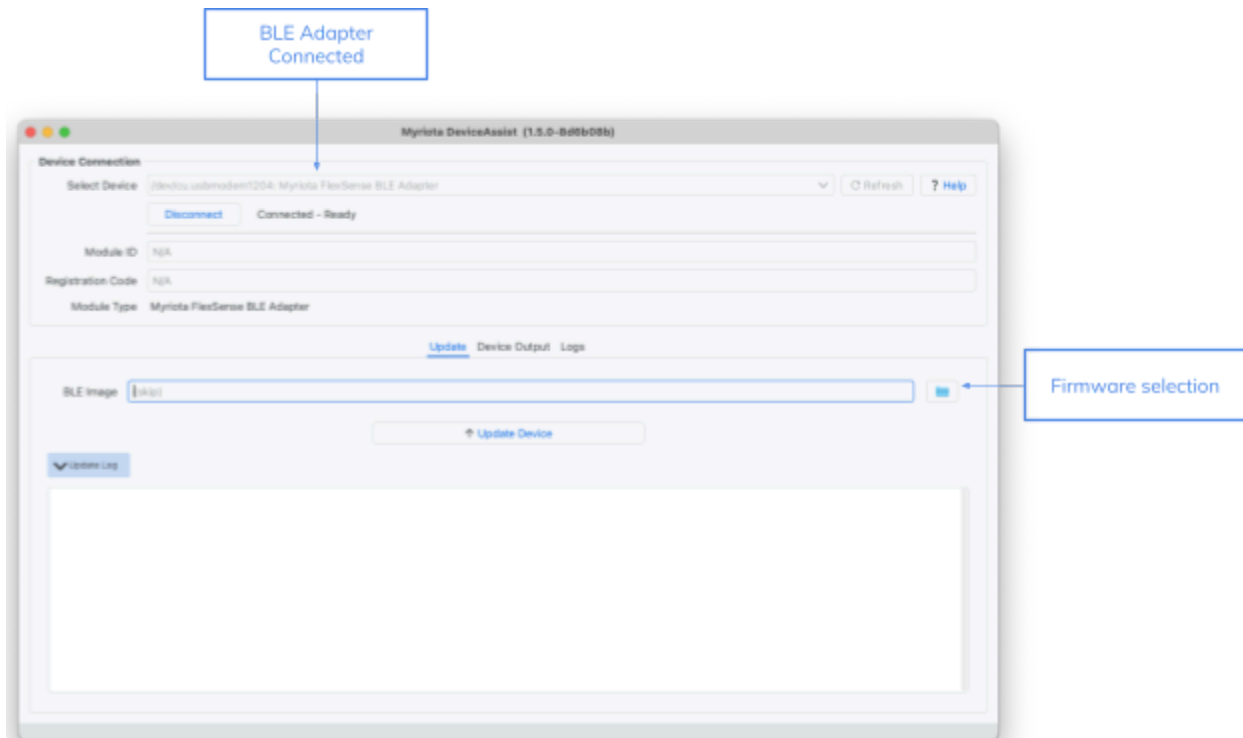 BLE Adapter
Connected
Myriota DeviceAssist (1.5.0-8d6b08b)
Device Connection
Select Device /dev/cu.usbmodem1204: Myriota FlexSense BLE Adapter Refresh ? Help
Disconnect Connected - Ready
Module ID N/A
Registration Code N/A
Module Type Myriota FlexSense BLE Adapter
Update Device Output Logs
BLE Image (skip)
Firmware selection
Update Device
Update Log